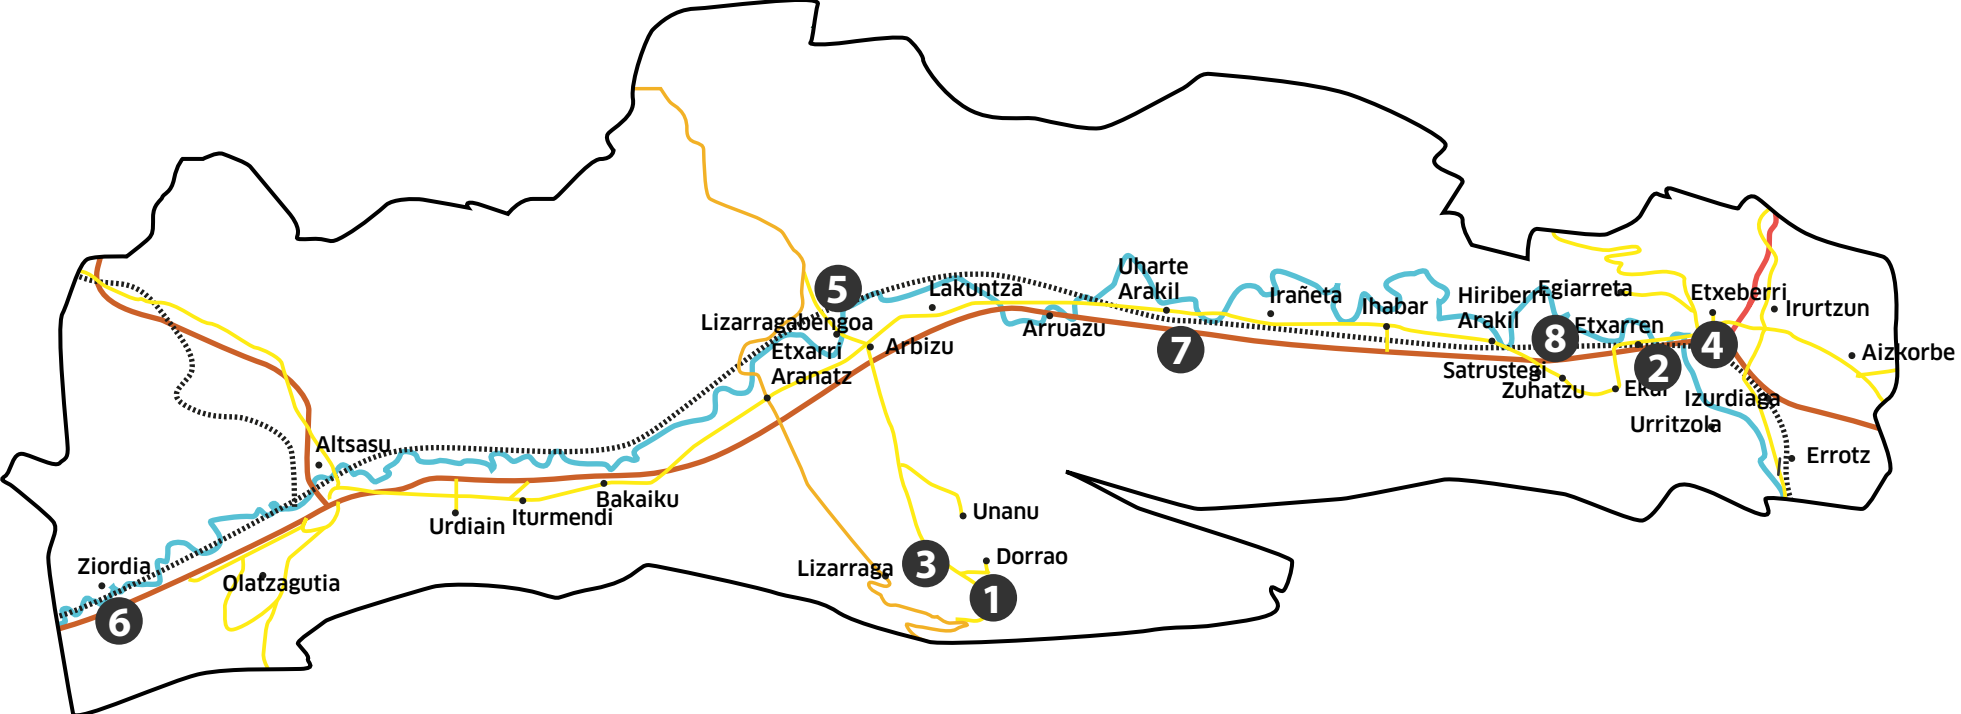 Uharte
Arakil
5
Lakuntza
Irañeta
Ihabar
Hiriberri
Arakil
Egiarreta
Etxeberri
Irurtzun
Lizarragabengoa
Etxarri
Aranatz
Arbizu
Arruazu
7
8
Etxarren
4
2
Aizkorbe
Satrustegi
Zuhatzu
Ekai
Izurdiaga
Urritzola
Errotz
Altsasu
Urdiain
Iturmendi
Bakaiku
Unanu
Ziordia
Olatzagutia
6
Lizarraga
3
Dorrao
1